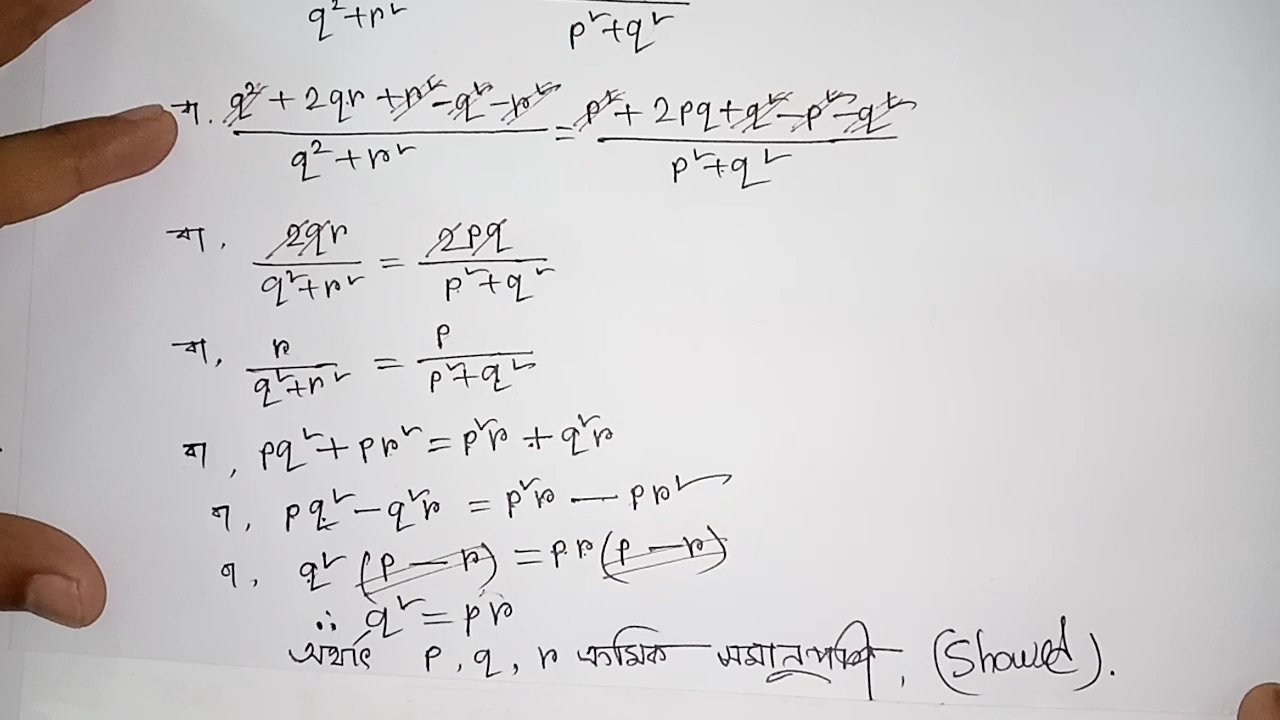 q²+r² p²+q²
বা. q²+2qr+r²-q²-r² / q²+r² = p²+2pq+q²-p²-q² / p²+q²
বা, 2qr / q²+r² = 2pq / p²+q²
বা, r / q²+r² = p / p²+q²
বা, pq²+pr² = p²r + q²r
বা, pq²-q²r = p²r - pr²
বা, q²(p-r) = pr(p-r)
∴ q² = pr
অর্থাৎ p, q, r ক্রমিক সমানুপাতী, (Showed).